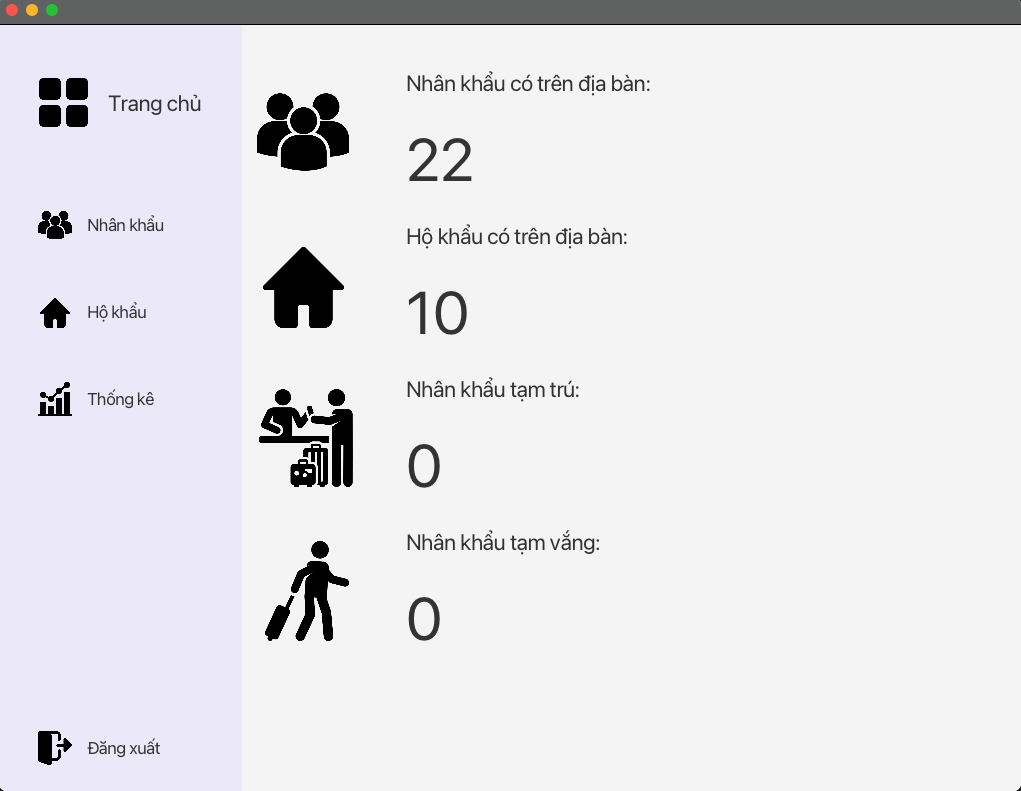 Trang chủ
Nhân khẩu
Hộ khẩu
Thống kê
Đăng xuất
Nhân khẩu có trên địa bàn:
22
Hộ khẩu có trên địa bàn:
10
Nhân khẩu tạm trú:
0
Nhân khẩu tạm vắng:
0